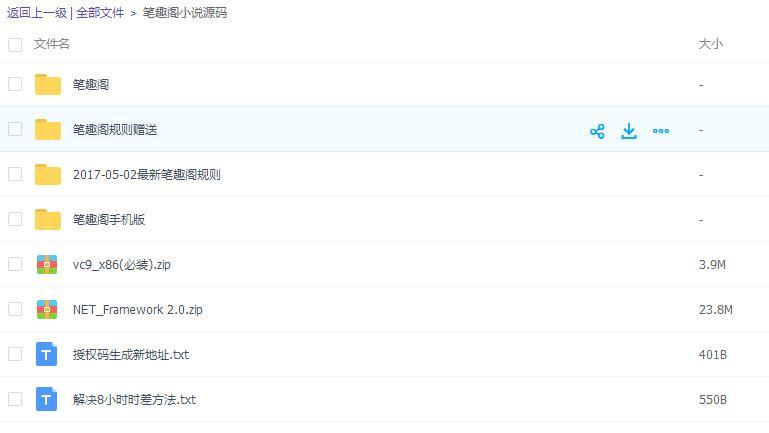 返回上一级 | 全部文件 > 笔趣阁小说源码
文件名 大小
笔趣阁 -
笔趣阁规则赠送 -
2017-05-02最新笔趣阁规则 -
笔趣阁手机版 -
vc9_x86(必装).zip 3.9M
NET_Framework 2.0.zip 23.8M
T 授权码生成新地址.txt 401B
T 解决8小时时差方法.txt 550B